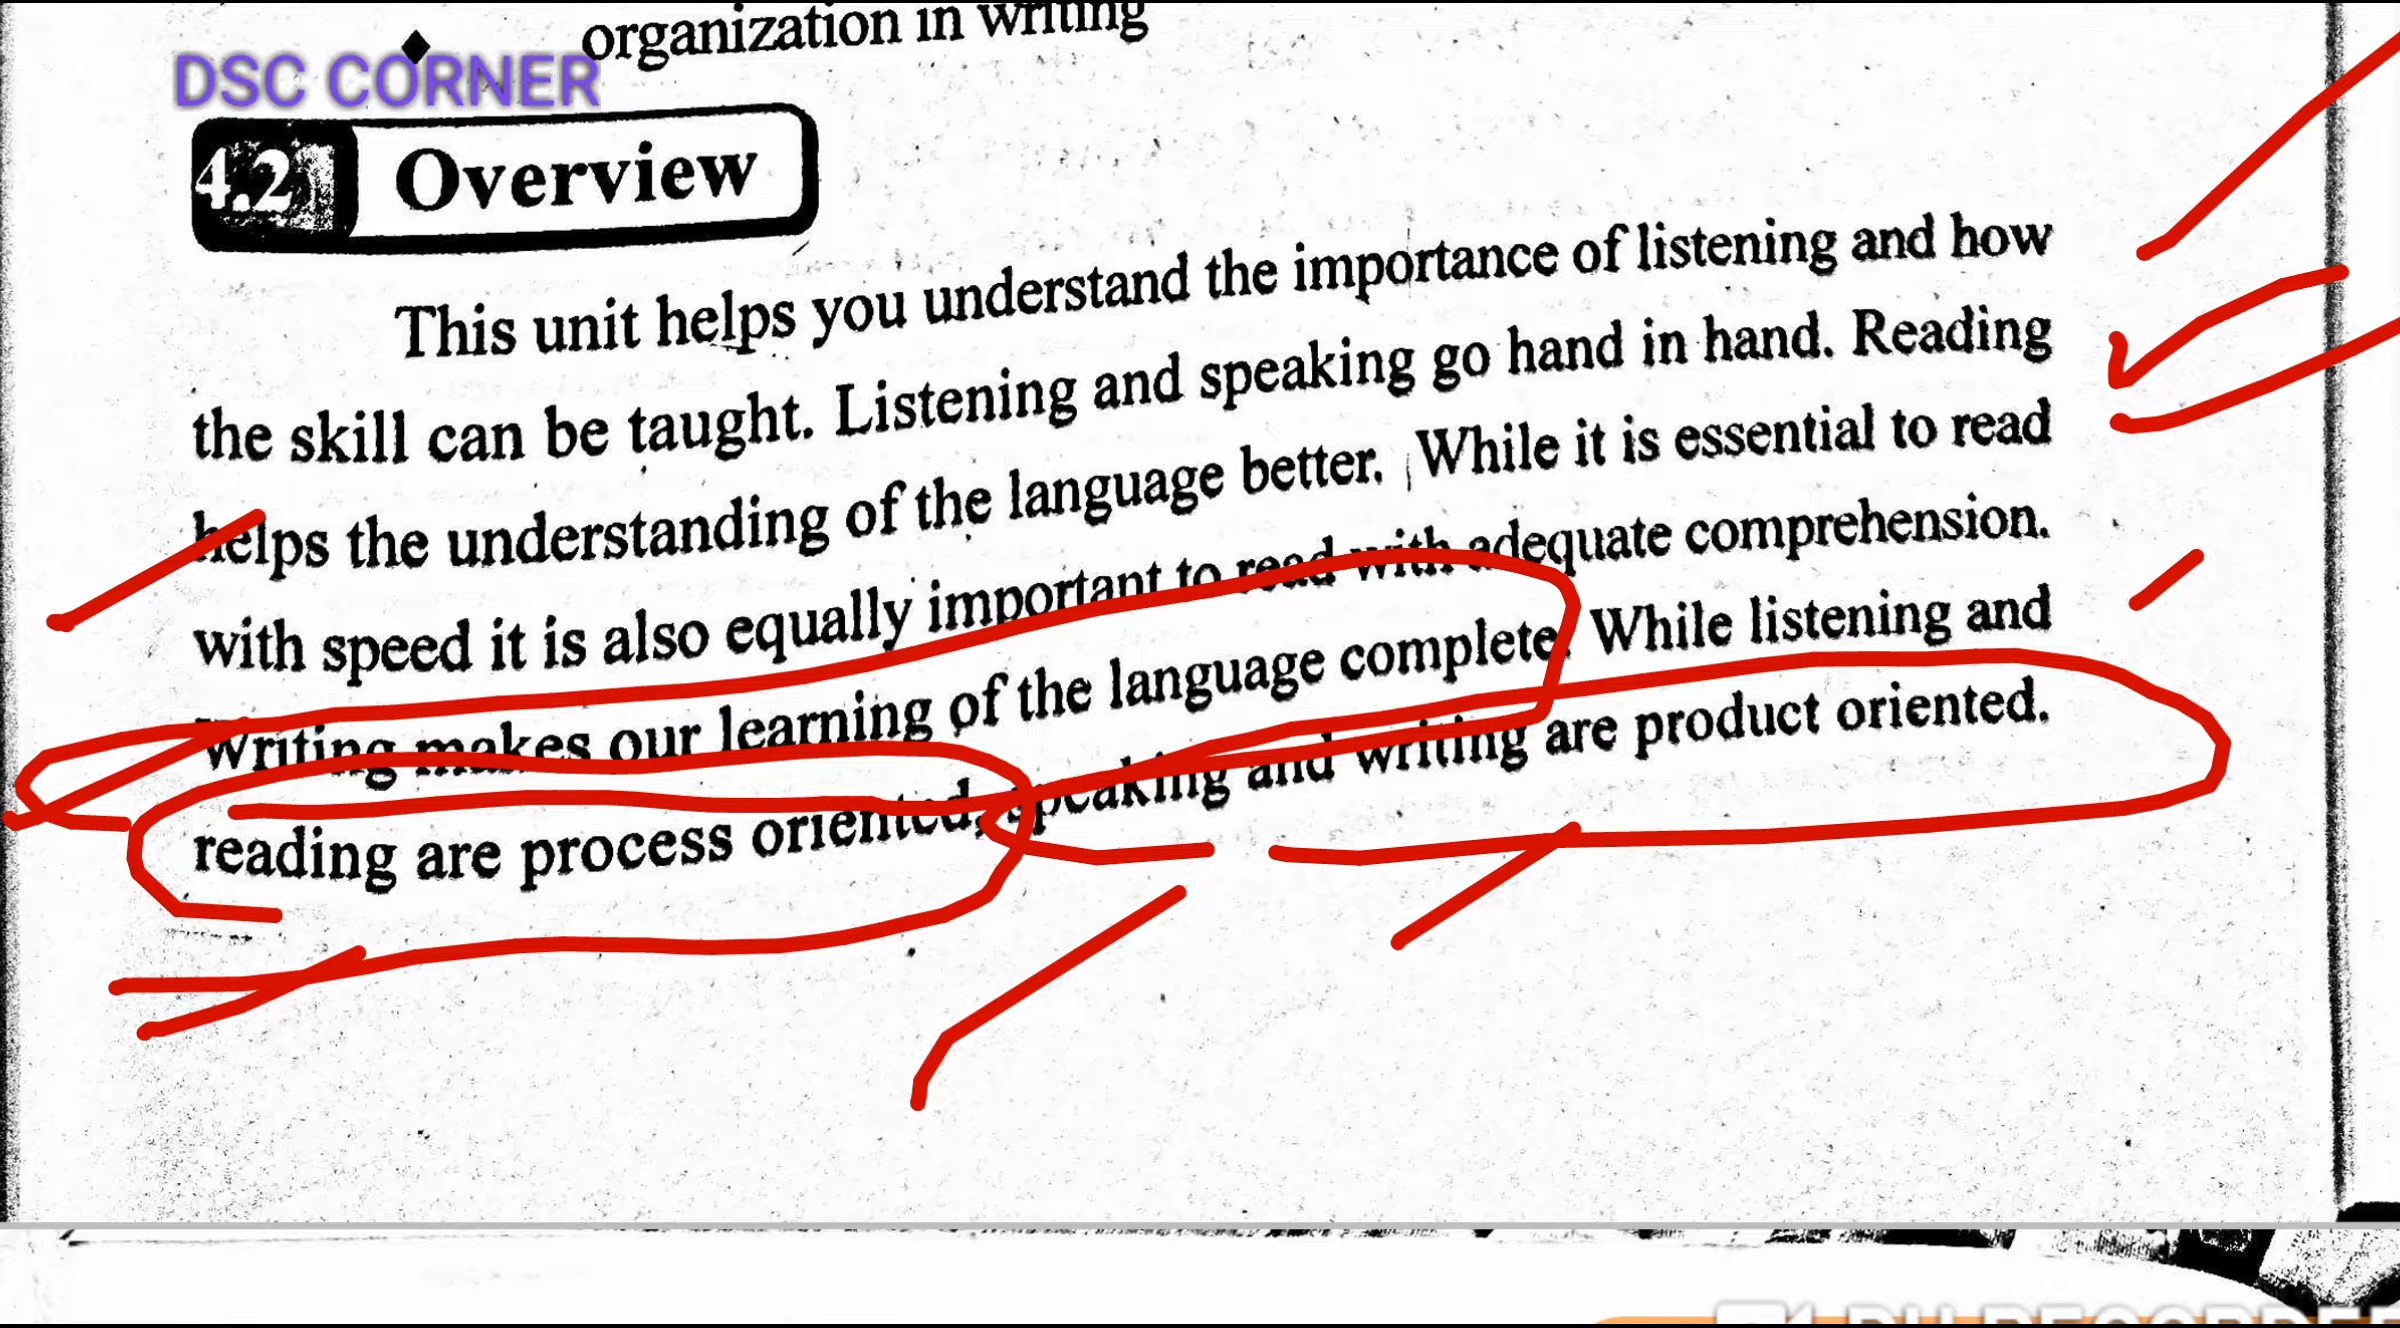 organization in writing
DSC CORNER
4.2 Overview
This unit helps you understand the importance of listening and how
the skill can be taught. Listening and speaking go hand in hand. Reading
helps the understanding of the language better. While it is essential to read
with speed it is also equally important to read with adequate comprehension.
Writing makes our learning of the language complete. While listening and
reading are process oriented, speaking and writing are product oriented.